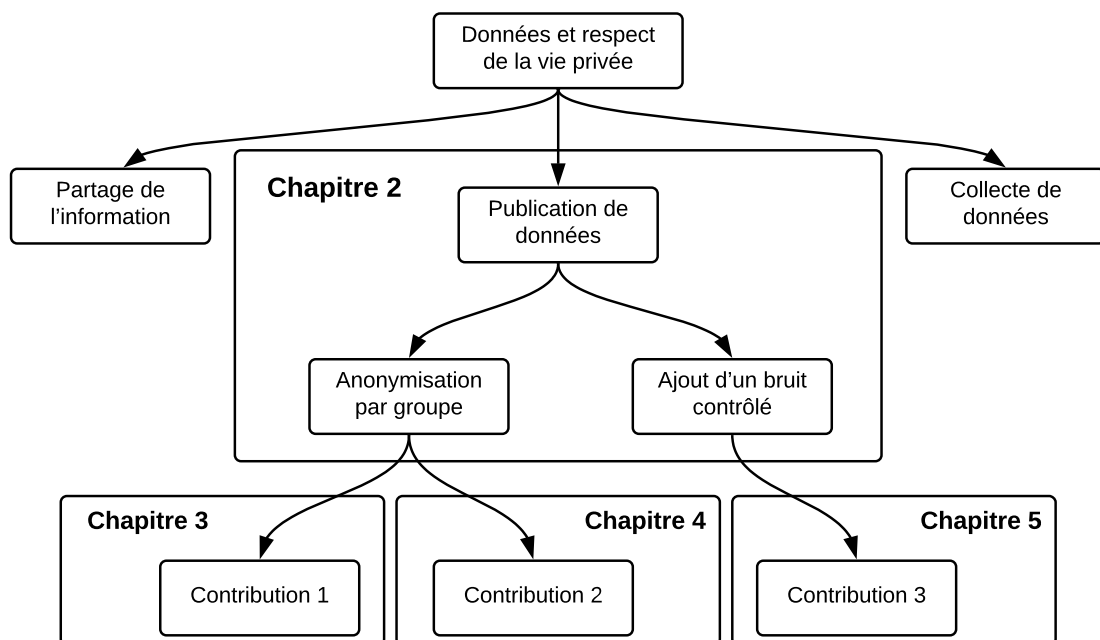 Données et respect
de la vie privée
Partage de
l’information
Chapitre 2
Publication de
données
Collecte de
données
Anonymisation
par groupe
Ajout d’un bruit
contrôlé
Chapitre 3
Chapitre 4
Chapitre 5
Contribution 1
Contribution 2
Contribution 3